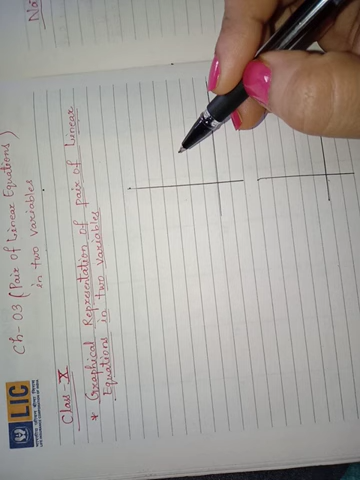 LIC
Ch-03 (Pair of Linear Equations
in two variables)
Class X
* Graphical Representation of pair of Linear
Equations in two variables